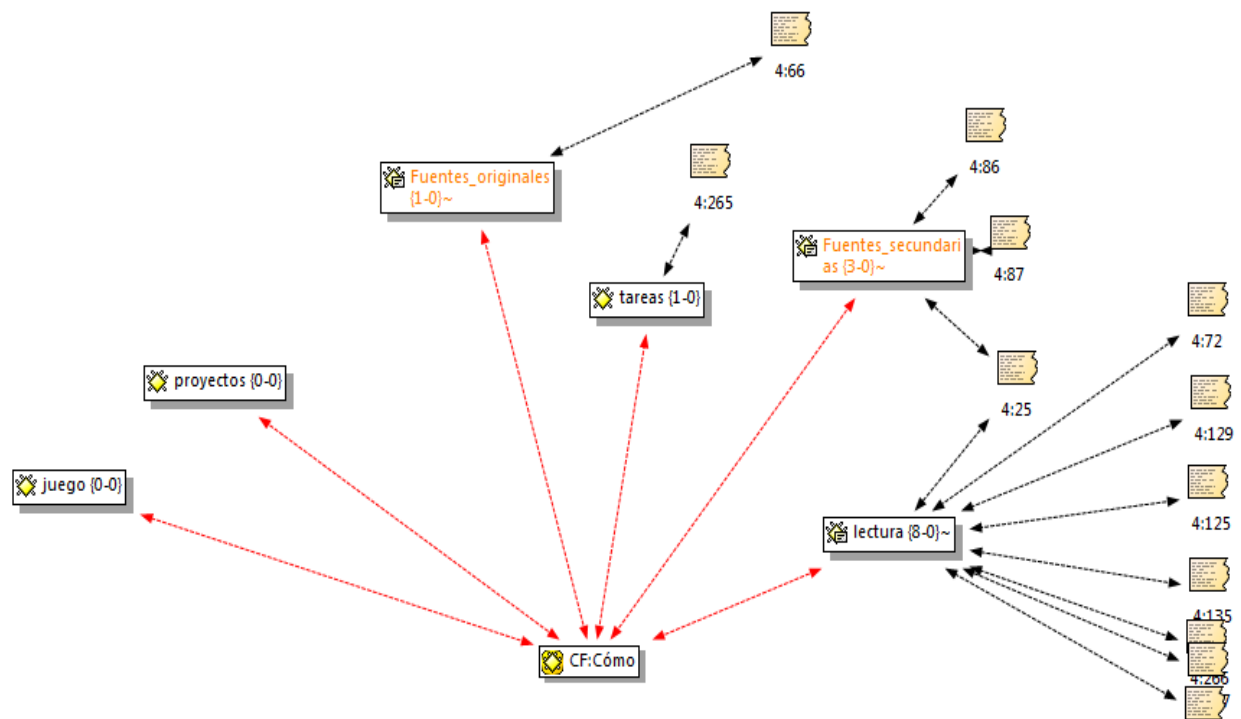 4:66
4:86
Fuentes_originales
{1-0}~
4:265
Fuentes_secundari
as {3-0}~
4:87
tareas {1-0}
4:72
proyectos {0-0}
4:25
4:129
juego {0-0}
4:125
lectura {8-0}~
4:135
CF:Cómo
4:266